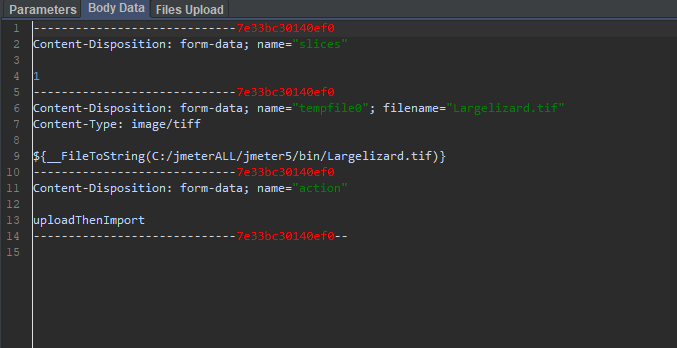 Parameters Body Data Files Upload
1 -----------------------------7e33bc30140ef0
2 Content-Disposition: form-data; name="slices"
3
4 1
5 -----------------------------7e33bc30140ef0
6 Content-Disposition: form-data; name="tempfile0"; filename="Largelizard.tif"
7 Content-Type: image/tiff
8
9 ${__FileToString(C:/jmeterALL/jmeter5/bin/Largelizard.tif)}
10 -----------------------------7e33bc30140ef0
11 Content-Disposition: form-data; name="action"
12
13 uploadThenImport
14 -----------------------------7e33bc30140ef0--
15